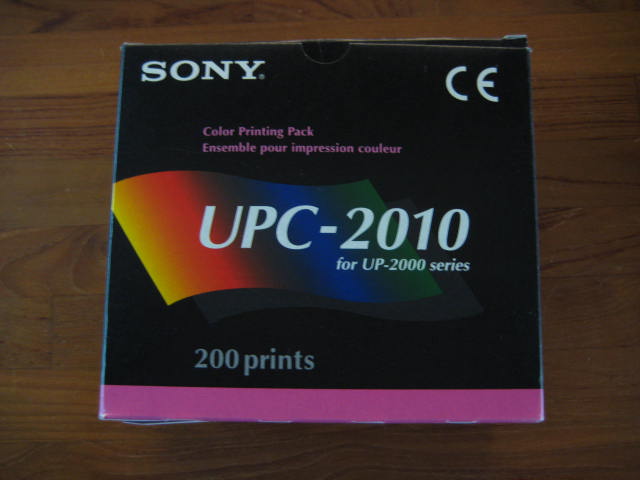 SONY®
CE
Color Printing Pack
Ensemble pour impression couleur
UPC-2010
for UP-2000 series
200 prints